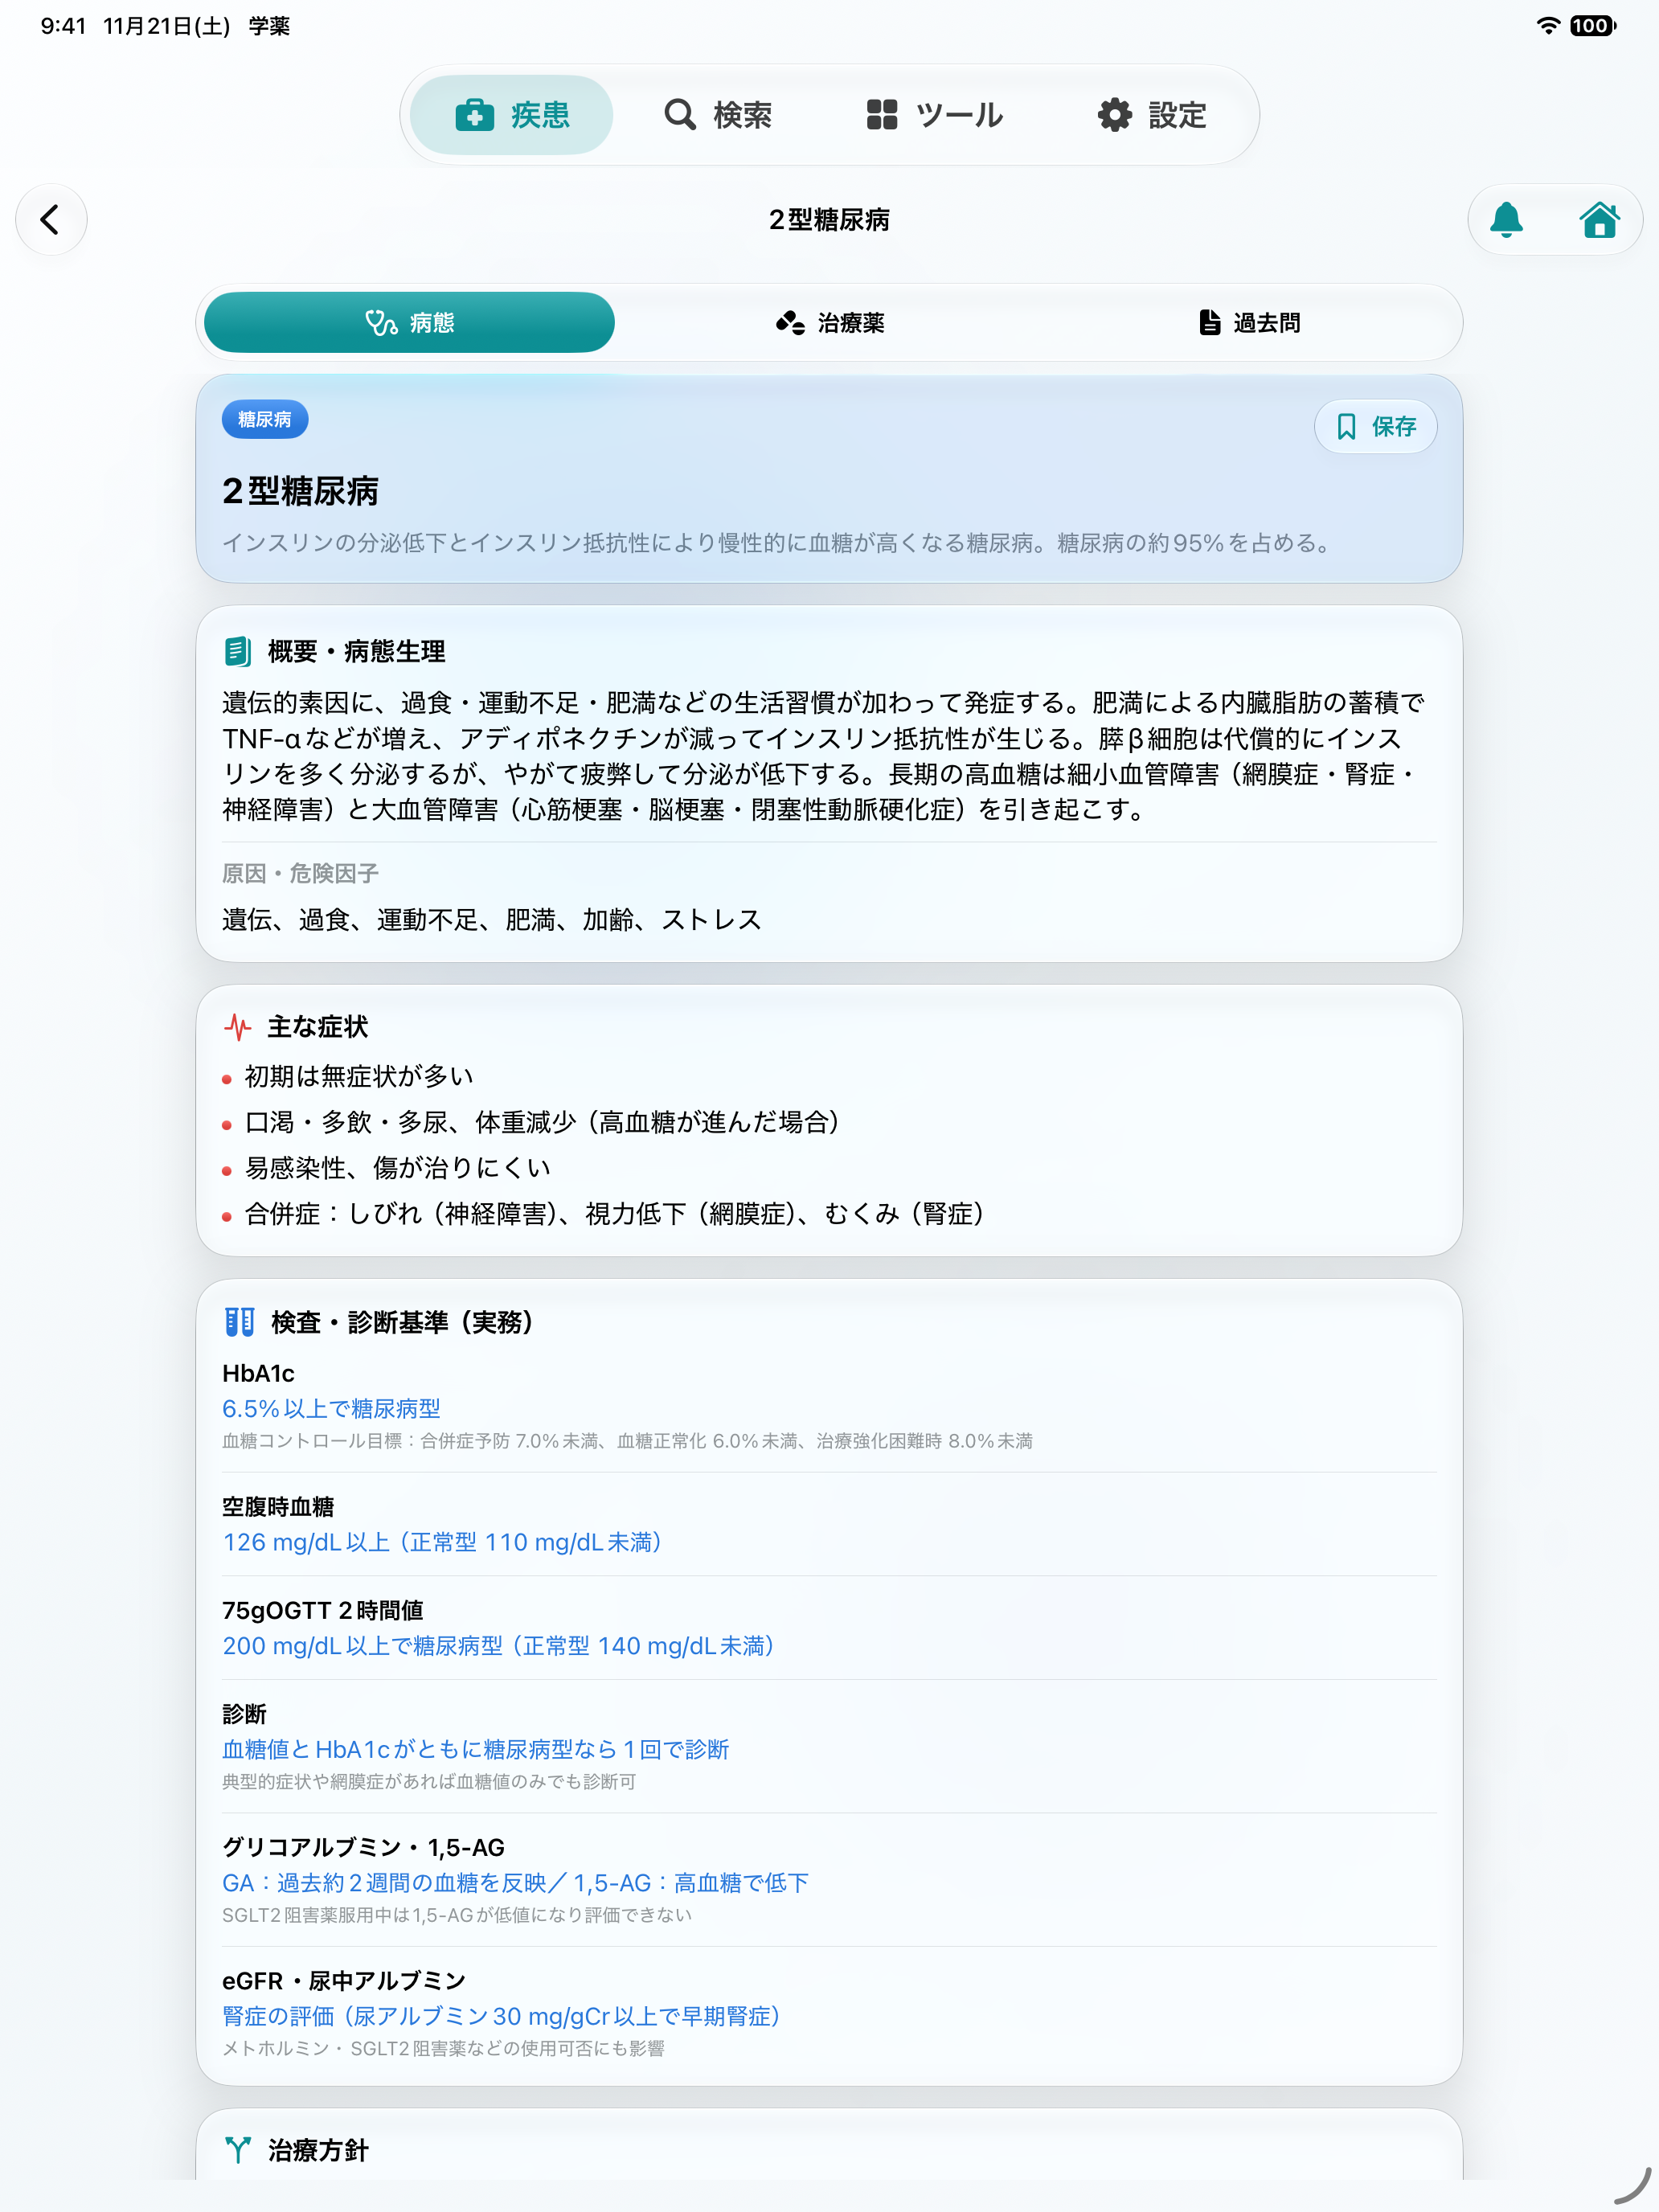 9:41 11月21日(土) 学薬
100
疾患 検索 ツール 設定
2型糖尿病
病態 治療薬 過去問
糖尿病
保存
2型糖尿病
インスリンの分泌低下とインスリン抵抗性により慢性的に血糖が高くなる糖尿病。糖尿病の約95%を占める。
概要・病態生理
遺伝的素因に、過食・運動不足・肥満などの生活習慣が加わって発症する。肥満による内臓脂肪の蓄積で
TNF-αなどが増え、アディポネクチンが減ってインスリン抵抗性が生じる。膵β細胞は代償的にインス
リンを多く分泌するが、やがて疲弊して分泌が低下する。長期の高血糖は細小血管障害（網膜症・腎症・
神経障害）と大血管障害（心筋梗塞・脳梗塞・閉塞性動脈硬化症）を引き起こす。
原因・危険因子
遺伝、過食、運動不足、肥満、加齢、ストレス
主な症状
初期は無症状が多い
口渇・多飲・多尿、体重減少（高血糖が進んだ場合）
易感染性、傷が治りにくい
合併症：しびれ（神経障害）、視力低下（網膜症）、むくみ（腎症）
検査・診断基準（実務）
HbA1c
6.5%以上で糖尿病型
血糖コントロール目標：合併症予防 7.0%未満、血糖正常化 6.0%未満、治療強化困難時 8.0%未満
空腹時血糖
126 mg/dL以上（正常型 110 mg/dL未満）
75gOGTT 2時間値
200 mg/dL以上で糖尿病型（正常型 140 mg/dL未満）
診断
血糖値とHbA1cがともに糖尿病型なら1回で診断
典型的症状や網膜症があれば血糖値のみでも診断可
グリコアルブミン・1,5-AG
GA：過去約2週間の血糖を反映／1,5-AG：高血糖で低下
SGLT2阻害薬服用中は1,5-AGが低値になり評価できない
eGFR・尿中アルブミン
腎症の評価（尿アルブミン30 mg/gCr以上で早期腎症）
メトホルミン・SGLT2阻害薬などの使用可否にも影響
治療方針